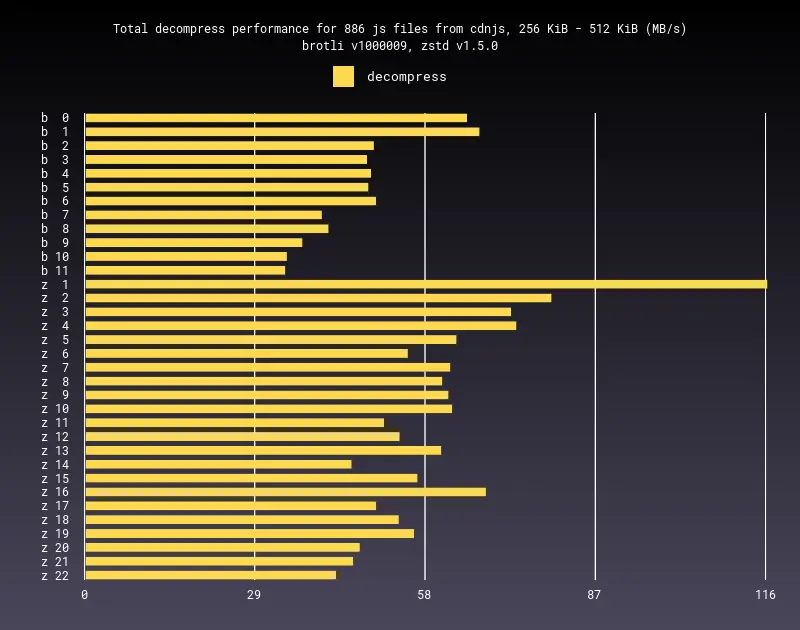 Total decompress performance for 886 js files from cdnjs, 256 KiB - 512 KiB (MB/s)
brotli v1000009, zstd v1.5.0
decompress
b 0
b 1
b 2
b 3
b 4
b 5
b 6
b 7
b 8
b 9
b 10
b 11
z 1
z 2
z 3
z 4
z 5
z 6
z 7
z 8
z 9
z 10
z 11
z 12
z 13
z 14
z 15
z 16
z 17
z 18
z 19
z 20
z 21
z 22
0 29 58 87 116